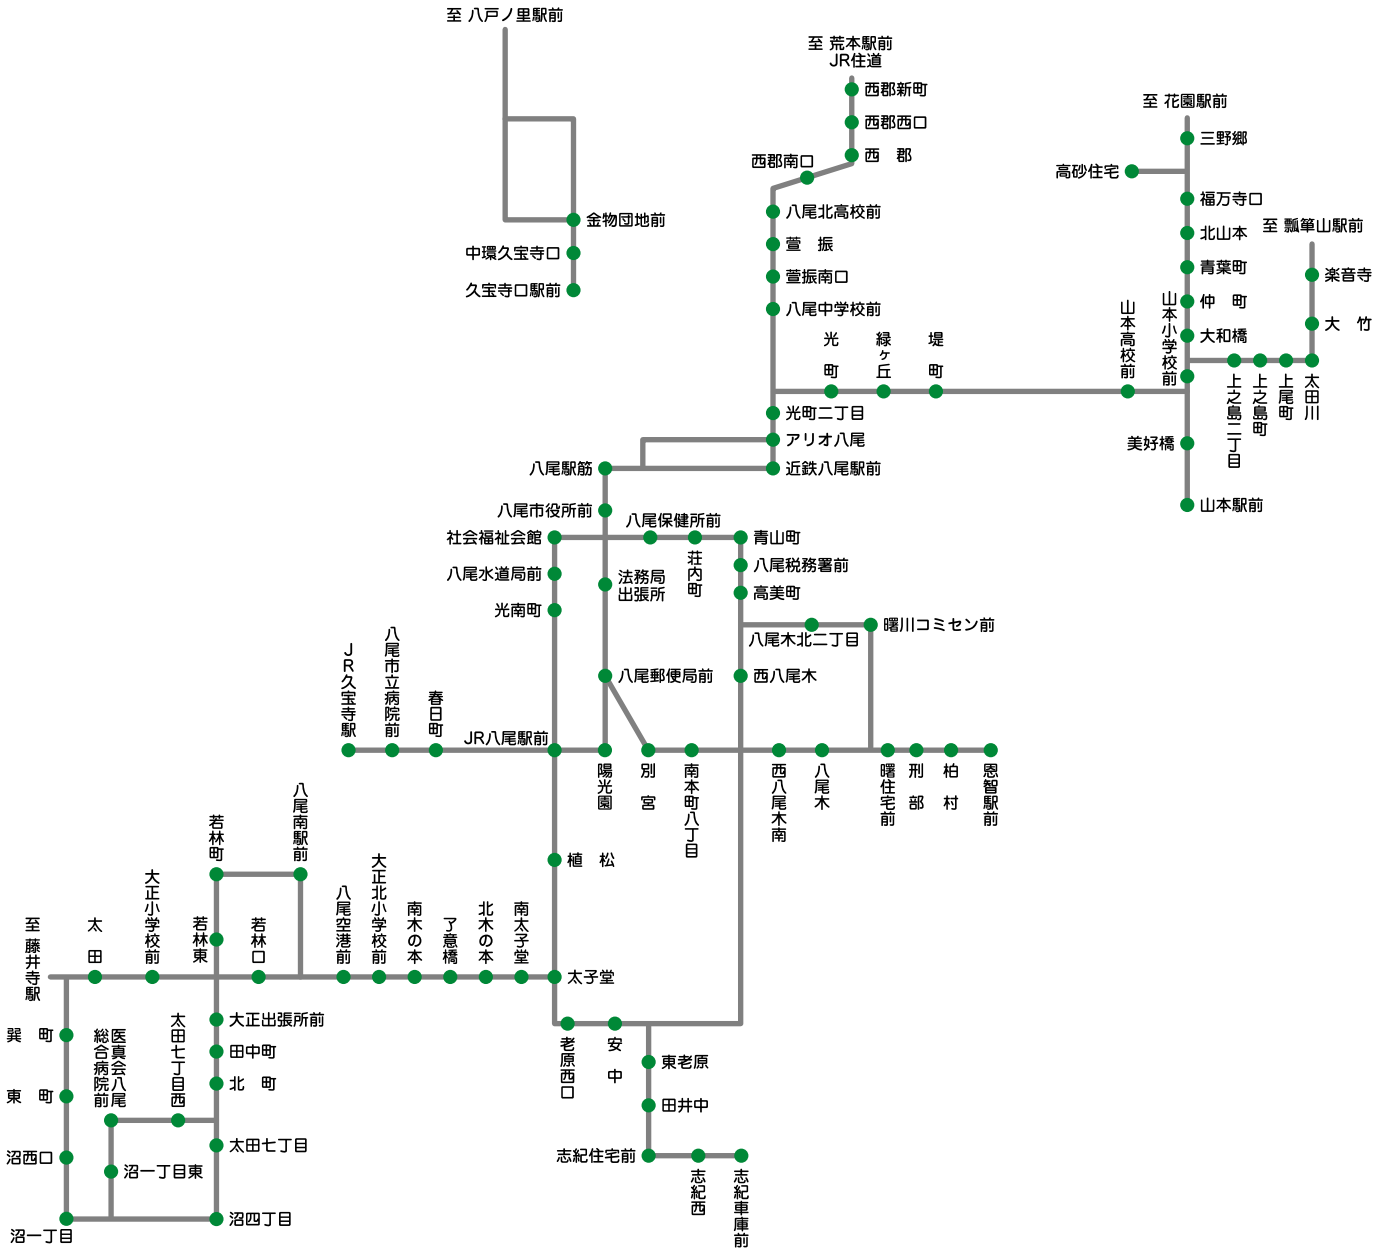 至 八戸ノ里駅前
金物団地前
中環久宝寺口
久宝寺口駅前
至 荒本駅前
JR住道
西郡新町
西郡西口
西　郡
西郡南口
八尾北高校前
萱　振
萱振南口
八尾中学校前
光　町
緑ヶ丘
堤　町
山本高校前
山本小学校前
至 花園駅前
三野郷
高砂住宅
福万寺口
北山本
青葉町
仲　町
大和橋
至 瓢箪山駅前
楽音寺
大　竹
上之島二丁目
上之島町
上尾町
太田川
美好橋
山本駅前
光町二丁目
アリオ八尾
近鉄八尾駅前
八尾駅筋
八尾市役所前
八尾保健所前
社会福祉会館
青山町
八尾水道局前
荘内町
八尾税務署前
法務局
出張所
高美町
光南町
八尾木北二丁目
曙川コミセン前
八尾郵便局前
西八尾木
JR久宝寺駅
八尾市立病院前
春日町
JR八尾駅前
陽光園
別　宮
南本町八丁目
西八尾木南
八尾木
曙住宅前
刑　部
柏　村
恩智駅前
植　松
若林町
八尾南駅前
至 藤井寺駅
太　田
大正小学校前
若林東
若林口
八尾空港前
大正北小学校前
南木の本
了意橋
北木の本
南太子堂
太子堂
巽　町
東　町
沼西口
沼一丁目
医真会八尾
総合病院前
太田七丁目西
沼一丁目東
大正出張所前
田中町
北　町
太田七丁目
沼四丁目
老原西口
安　中
東老原
田井中
志紀住宅前
志紀西
志紀車庫前